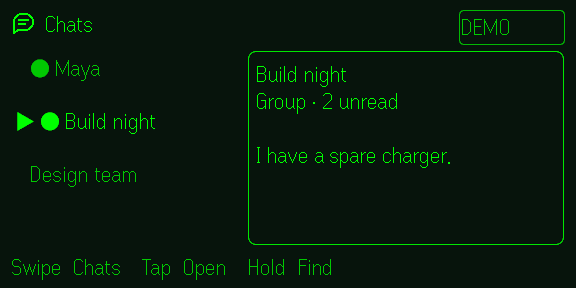 Chats
DEMO
Maya
Build night
Design team
Build night
Group · 2 unread
I have a spare charger.
Swipe Chats Tap Open Hold Find